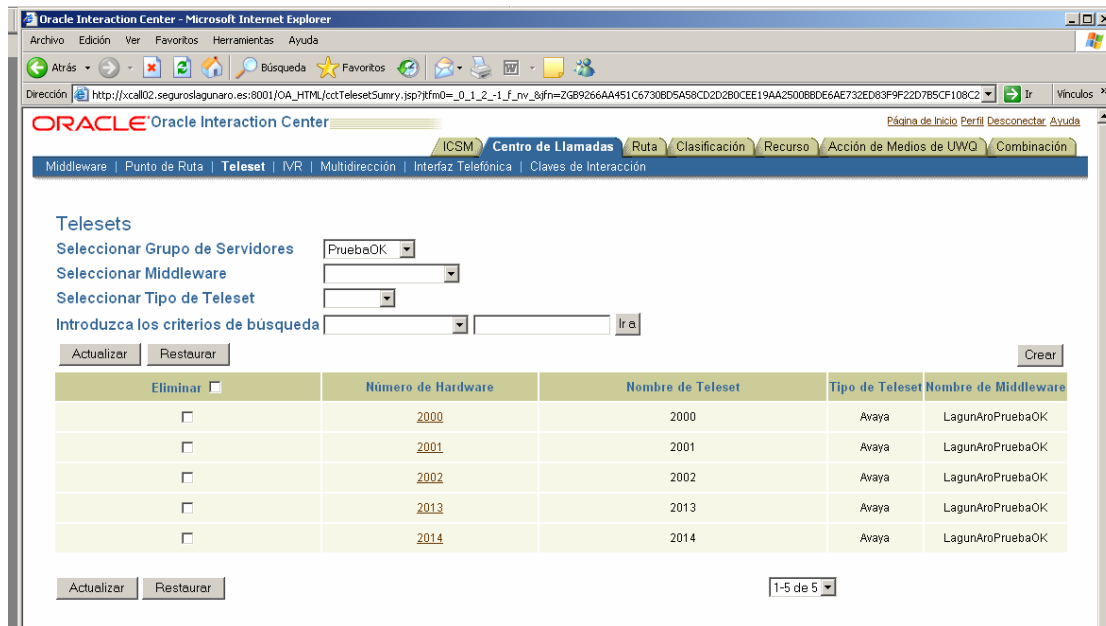 Oracle Interaction Center - Microsoft Internet Explorer
Archivo Edición Ver Favoritos Herramientas Ayuda
Atrás Búsqueda Favoritos
Dirección http://xcall02.seguroslagunaro.es:8001/OA_HTML/cctTelesetSumry.jsp?jtfm0=_0_1_2_-1_f_nv_&jfn=ZGB9266AA451C6730BD5A58CD2D2B0CEE19AA2500BBDE6AE732ED83F9F22D7B5CF108C2 Ir Vínculos
ORACLE Oracle Interaction Center
Página de Inicio Perfil Desconectar Ayuda
ICSM Centro de Llamadas Ruta Clasificación Recurso Acción de Medios de UWQ Combinación
Middleware | Punto de Ruta | Teleset | IVR | Multidirección | Interfaz Telefónica | Claves de Interacción
Telesets
Seleccionar Grupo de Servidores PruebaOK
Seleccionar Middleware
Seleccionar Tipo de Teleset
Introduzca los criterios de búsqueda Ir a
Actualizar Restaurar Crear
Eliminar Número de Hardware Nombre de Teleset Tipo de Teleset Nombre de Middleware
2000 2000 Avaya LagunAroPruebaOK
2001 2001 Avaya LagunAroPruebaOK
2002 2002 Avaya LagunAroPruebaOK
2013 2013 Avaya LagunAroPruebaOK
2014 2014 Avaya LagunAroPruebaOK
Actualizar Restaurar 1-5 de 5